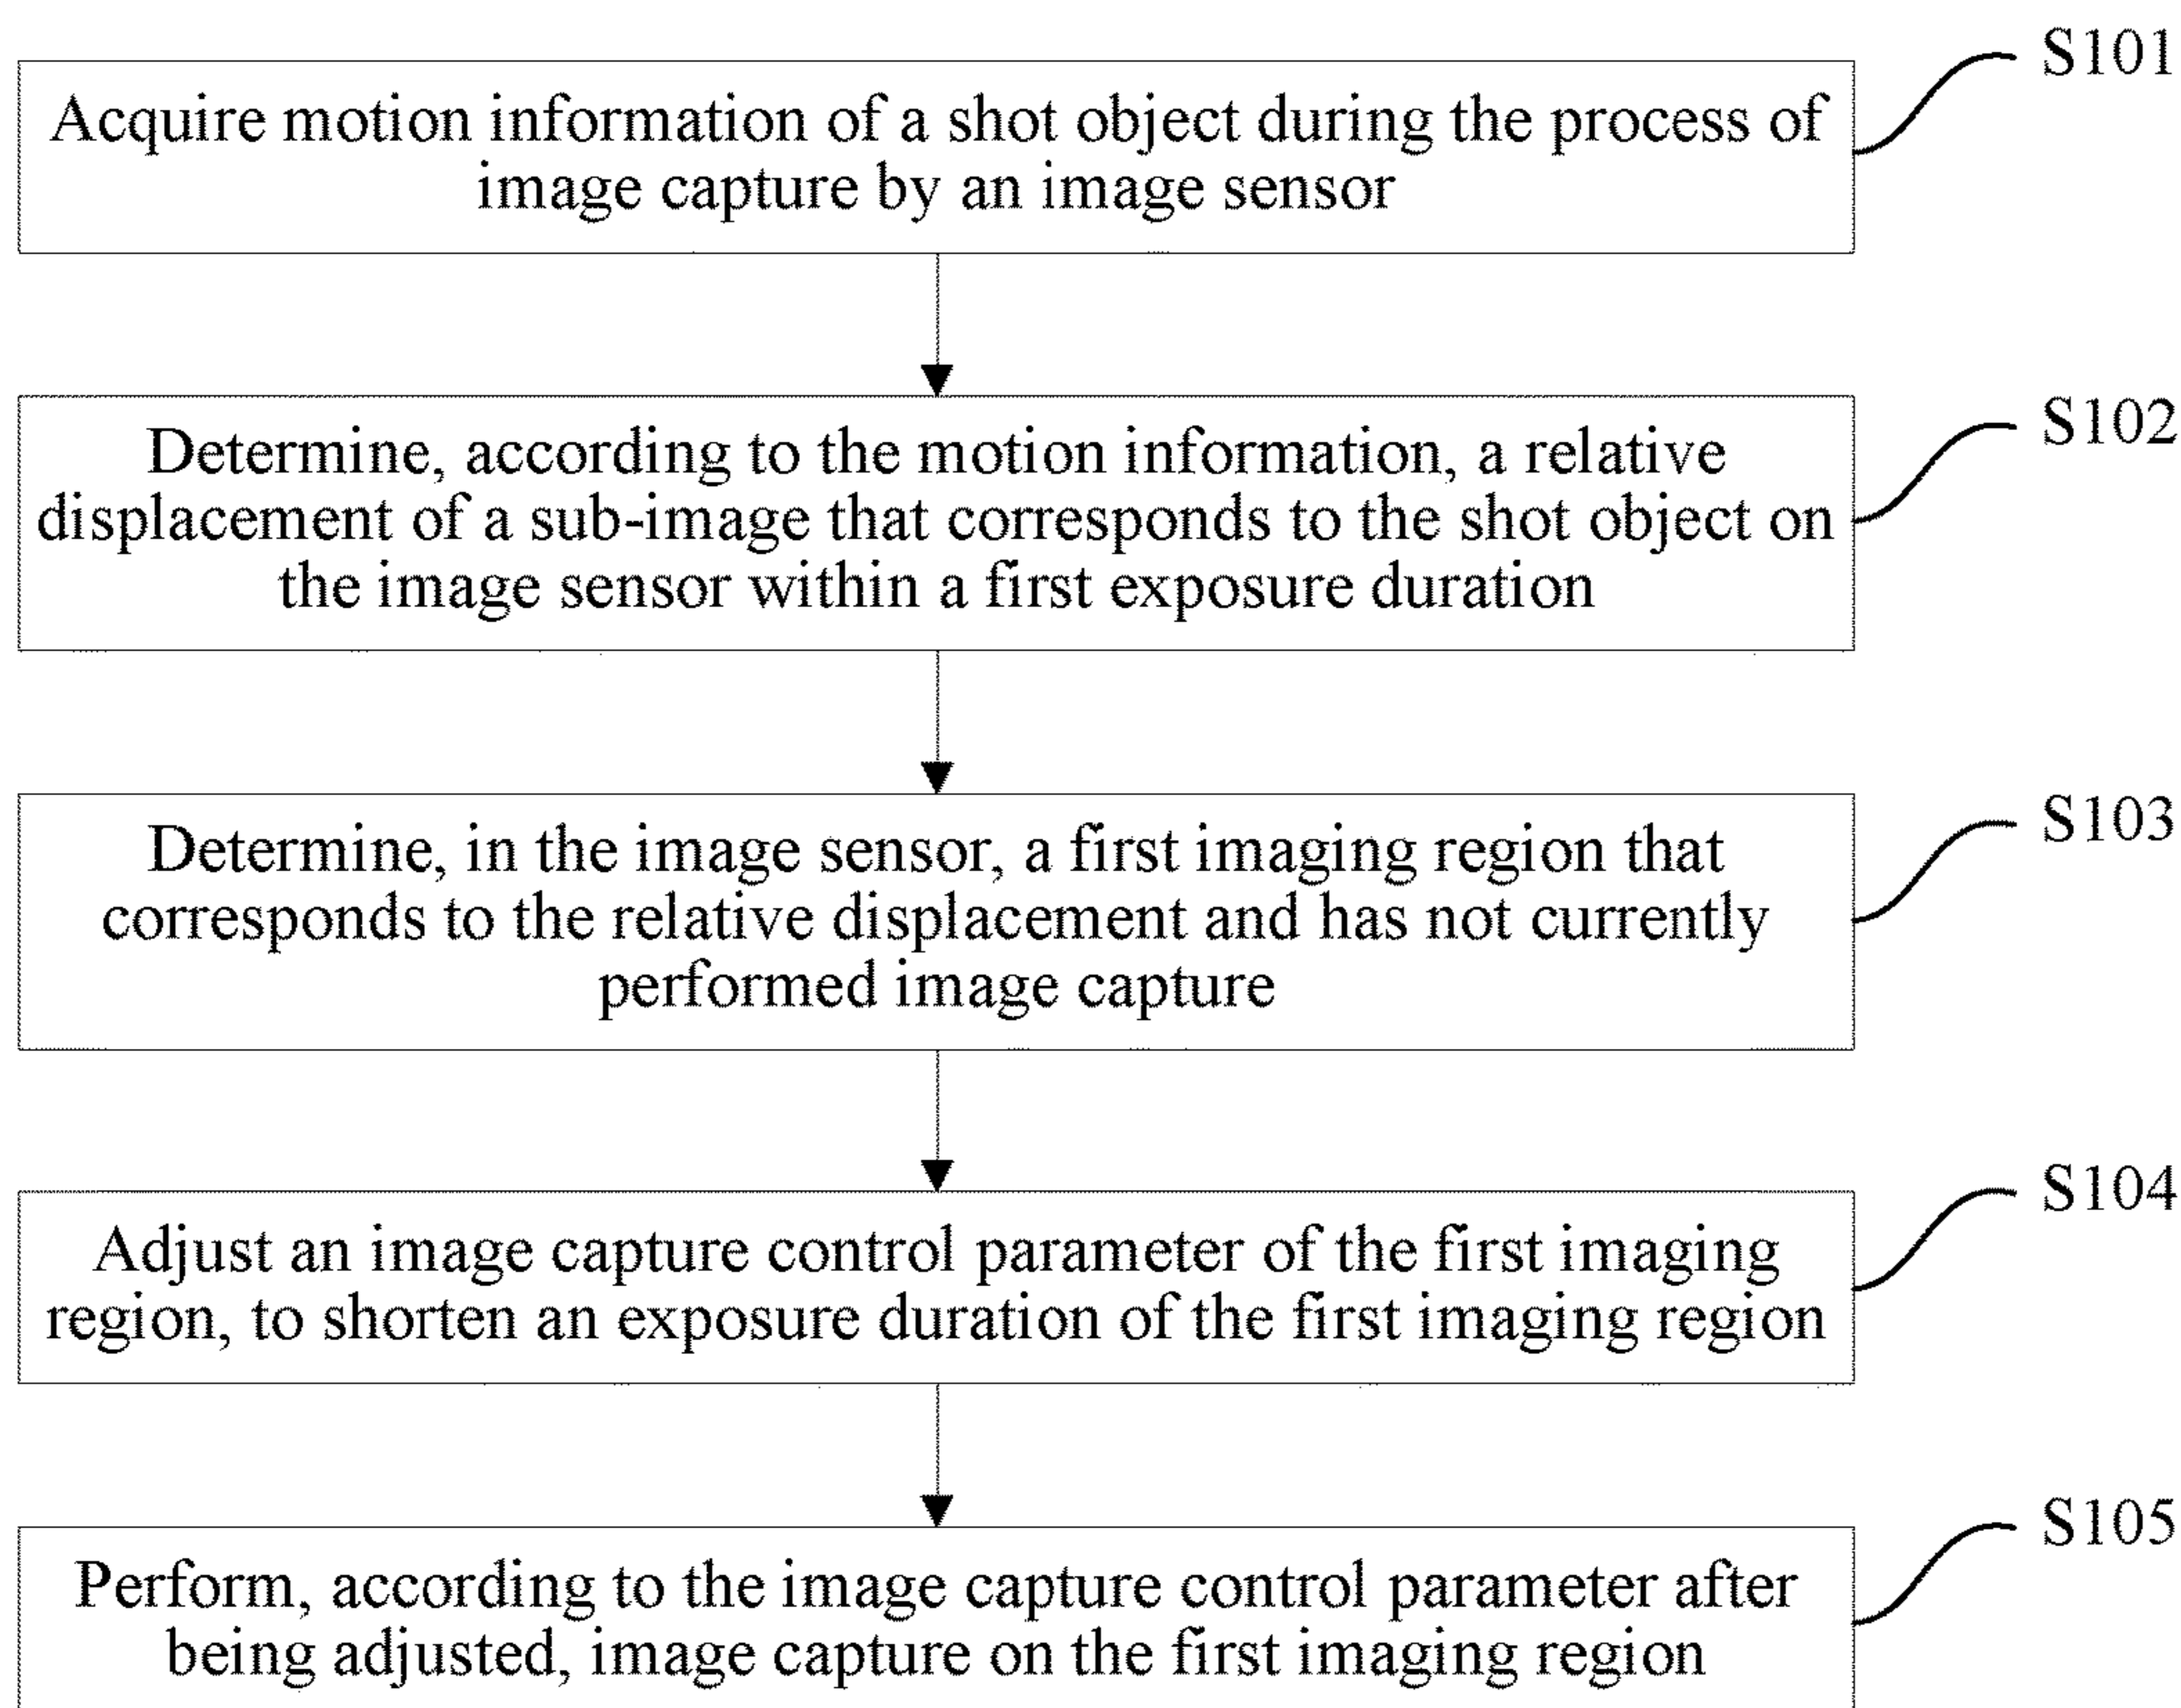 S101
Acquire motion information of a shot object during the process of
image capture by an image sensor
S102
Determine, according to the motion information, a relative
displacement of a sub-image that corresponds to the shot object on
the image sensor within a first exposure duration
S103
Determine, in the image sensor, a first imaging region that
corresponds to the relative displacement and has not currently
performed image capture
S104
Adjust an image capture control parameter of the first imaging
region, to shorten an exposure duration of the first imaging region
S105
Perform, according to the image capture control parameter after
being adjusted, image capture on the first imaging region